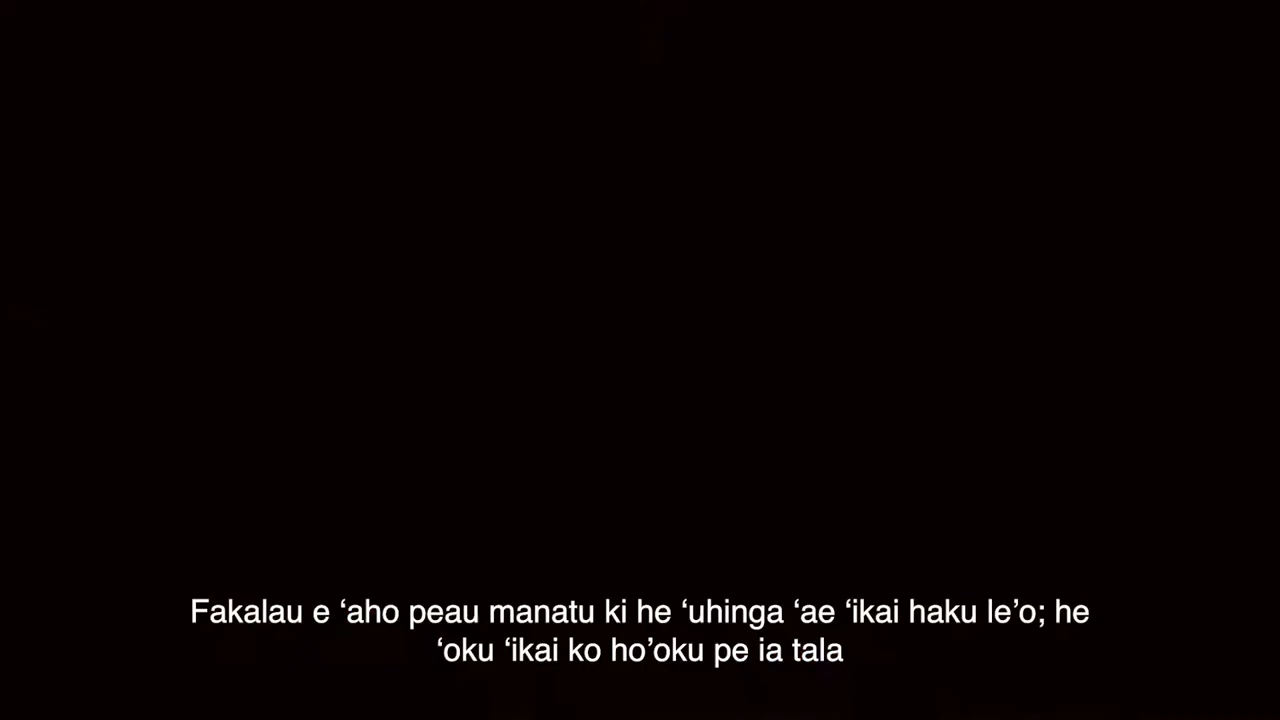 Fakalau e ‘aho peau manatu ki he ‘uhinga ‘ae ‘ikai haku le’o; he
‘oku ‘ikai ko ho’oku pe ia tala